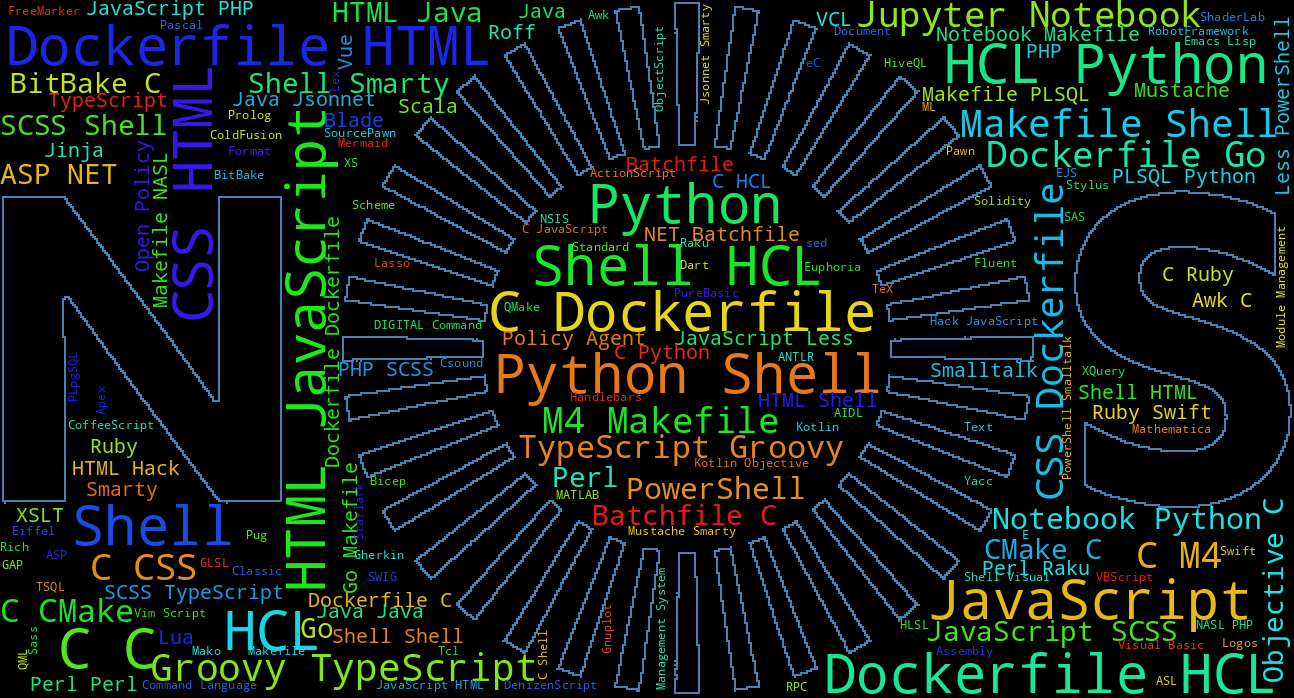 FreeMarker
JavaScript PHP
Pascal
HTML Java
Java
Awk
Roff
Dockerfile HTML
Vue
BitBake C
Shell Smarty
Lex
TypeScript
Java Jsonnet
Scala
Prolog
Blade
SCSS Shell
ColdFusion
SourcePawn
Mermaid
Jinja
Format
XS
ASP NET
BitBake
CSS HTML
Open Policy
Makefile NASL
HTML JavaScript
Dockerfile Dockerfile
Scheme
Lasso
DIGITAL Command
PHP SCSS
Csound
PLpgSQL
Apex
CoffeeScript
Ruby
HTML Hack
Smarty
ObjectScript
Jsonnet Smarty
VCL
Document
Jupyter Notebook
ShaderLab
Notebook Makefile
RobotFramework
Emacs Lisp
PHP
HCL Python
HiveQL
eC
Mustache
Makefile PLSQL
ML
Makefile Shell
Less PowerShell
Pawn
Dockerfile Go
EJS
PLSQL Python
Stylus
Solidity
SAS
Batchfile
ActionScript
C HCL
Python
NSIS
C JavaScript
NET Batchfile
Standard
Raku
sed
Shell HCL
Dart
Euphoria
Fluent
TeX
PureBasic
QMake
C Dockerfile
Hack JavaScript
Policy Agent
JavaScript Less
C Python
ANTLR
Python Shell
Smalltalk
Handlebars
HTML Shell
M4 Makefile
AIDL
Kotlin
Text
TypeScript Groovy
Kotlin Objective
Perl
MATLAB
PowerShell
Yacc
Batchfile C
Mustache Smarty
C Ruby
Awk C
Module Management
CSS Dockerfile
PowerShell Smalltalk
XQuery
Shell HTML
Ruby Swift
Mathematica
XSLT
Eiffel
Shell
Pug
Rich
ASP
GAP
C CSS
GLSL
Classic
TSQL
SCSS TypeScript
Bicep
Go Makefile
Starlark
Gherkin
SWIG
C CMake
Vim Script
Dockerfile C
Java Java
HCL
Go
Shell Shell
Sass
QML
C C
Lua
Mako
Makefile
Tcl
Groovy TypeScript
Perl Perl
Command Language
JavaScript HTML
DenizenScript
C Shell
Gnuplot
Management System
RPC
Notebook Python
E
CMake C
C M4
Swift
Perl Raku
Shell Visual
VBScript
JavaScript
Objective C
HLSL
JavaScript SCSS
NASL PHP
Assembly
Visual Basic
Logos
Dockerfile HCL
ASL